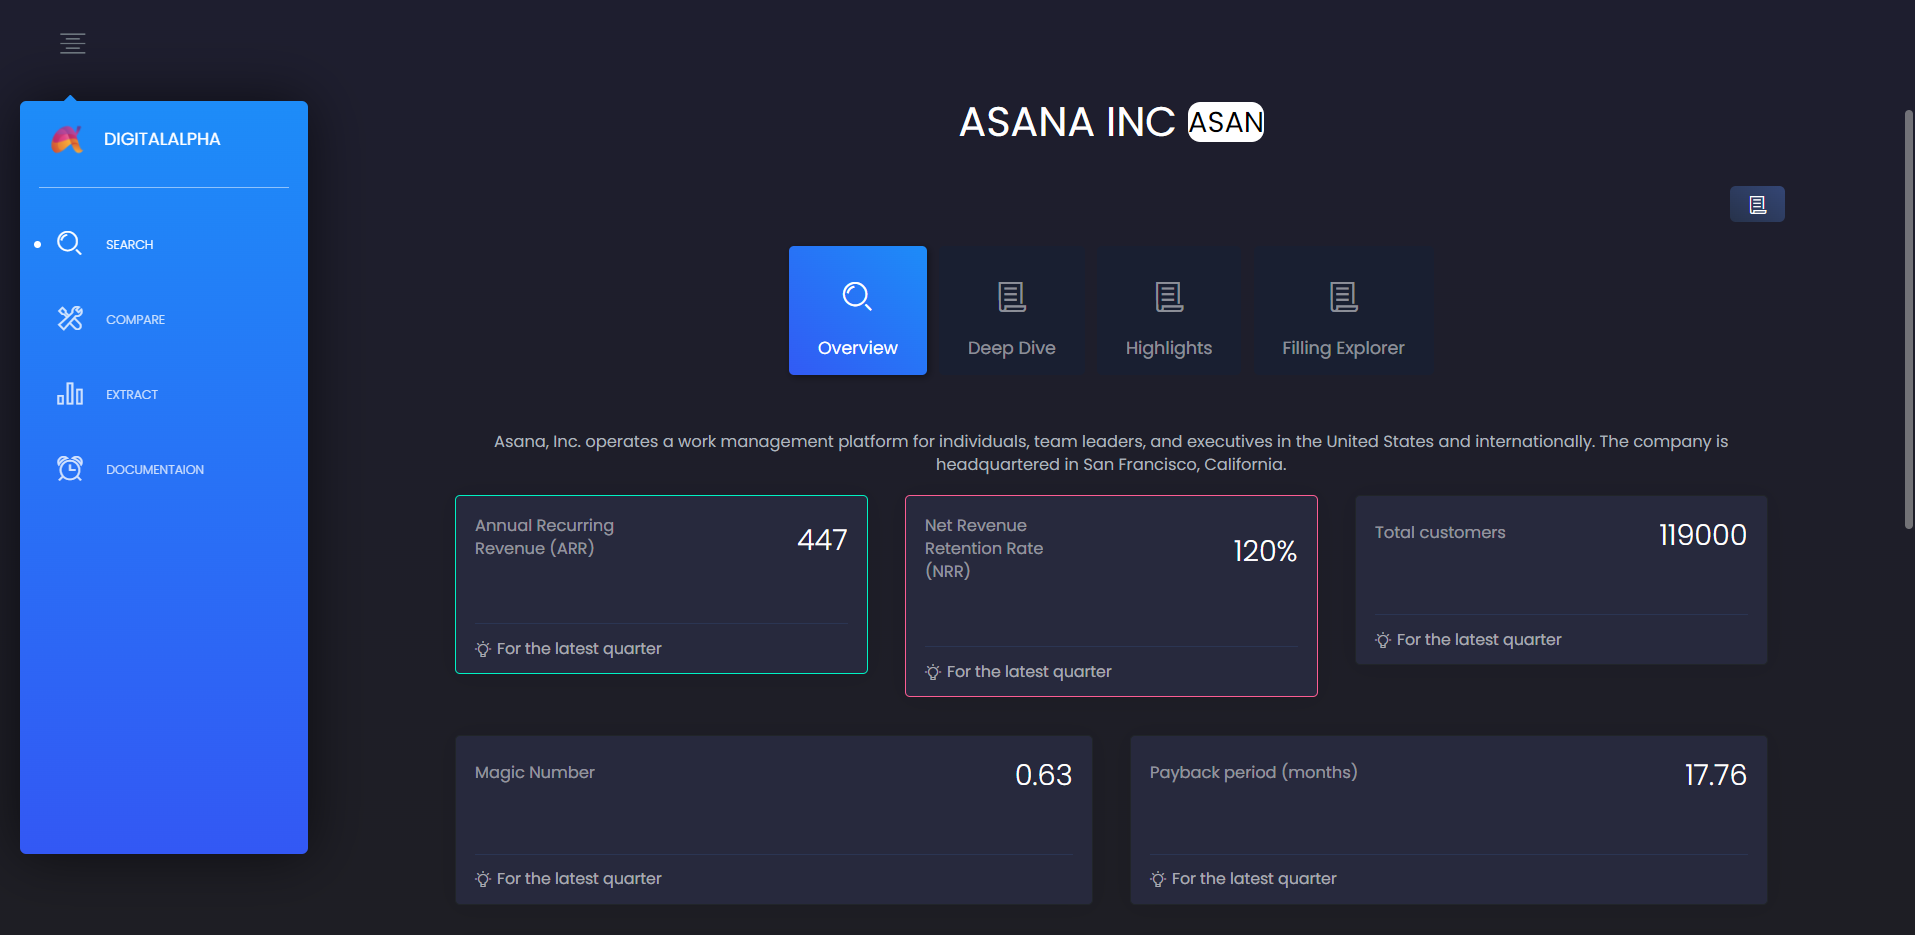 DIGITALALPHA
SEARCH
COMPARE
EXTRACT
DOCUMENTAION
ASANA INC ASAN
Overview
Deep Dive
Highlights
Filling Explorer
Asana, Inc. operates a work management platform for individuals, team leaders, and executives in the United States and internationally. The company is
headquartered in San Francisco, California.
Annual Recurring
Revenue (ARR)
447
For the latest quarter
Net Revenue
Retention Rate
(NRR)
120%
For the latest quarter
Total customers
119000
For the latest quarter
Magic Number
0.63
For the latest quarter
Payback period (months)
17.76
For the latest quarter